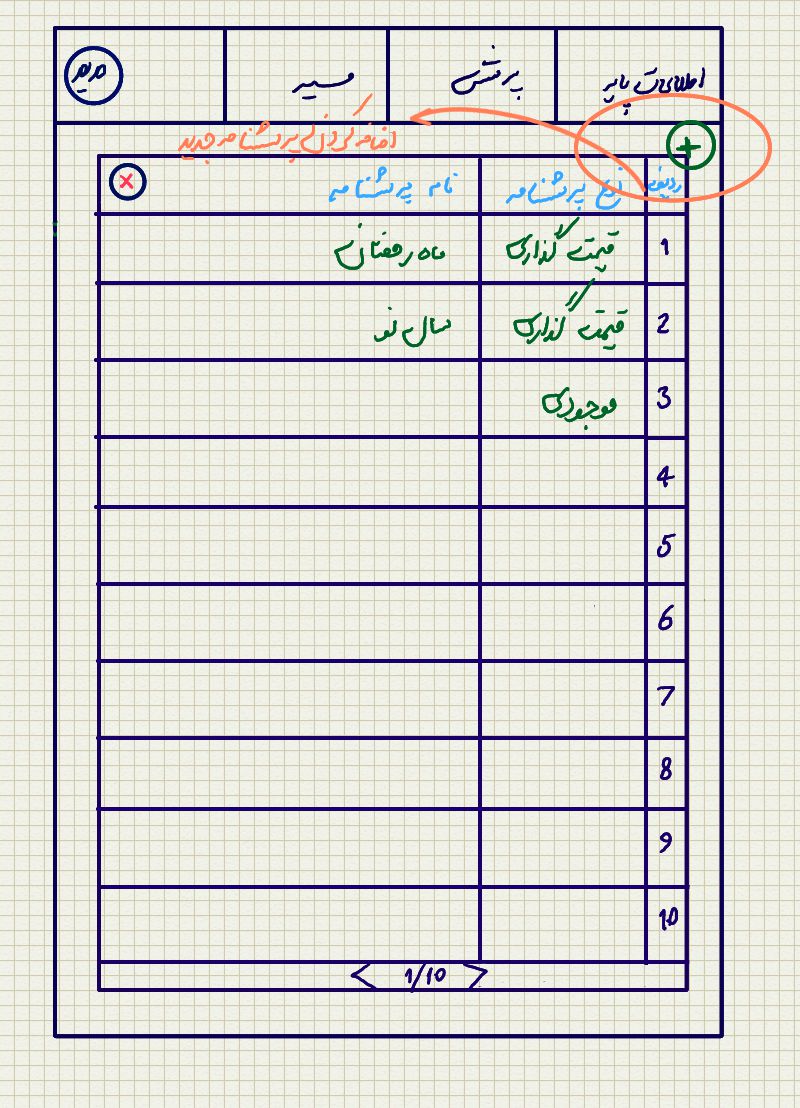 اطلاعات پایه
پرسش
مسیر
مدیر
+
اضافه کردن پرسشنامه جدید
ردیف
نوع پرسشنامه
نام پرسشنامه
×
1 قیمت گذاری ماه رمضان
2 قیمت گذاری سال نو
3 موجودی
4
5
6
7
8
9
10
< 1/10 >